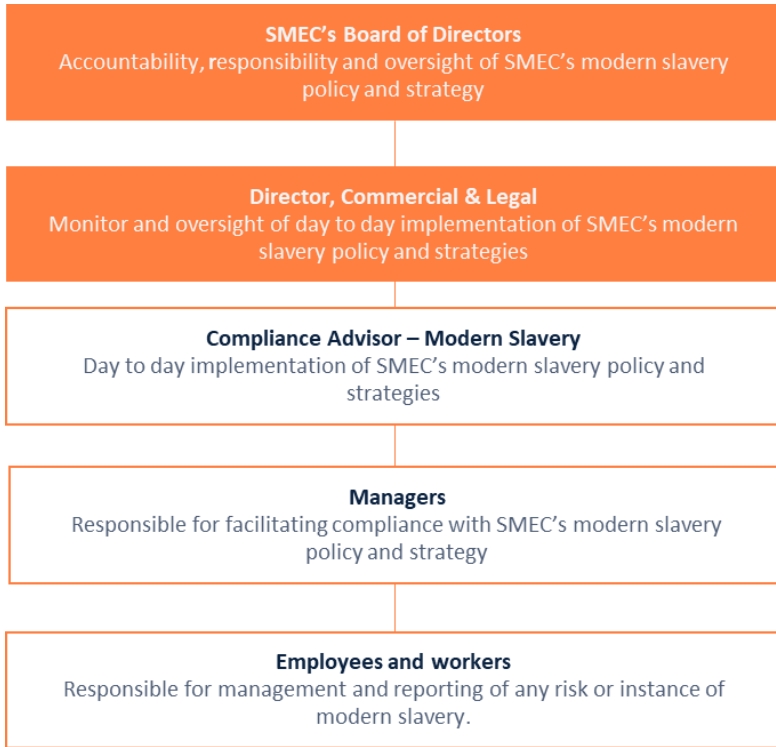 SMEC’s Board of Directors
Accountability, responsibility and oversight of SMEC’s modern slavery
policy and strategy
Director, Commercial & Legal
Monitor and oversight of day to day implementation of SMEC’s modern
slavery policy and strategies
Compliance Advisor – Modern Slavery
Day to day implementation of SMEC’s modern slavery policy and
strategies
Managers
Responsible for facilitating compliance with SMEC’s modern slavery
policy and strategy
Employees and workers
Responsible for management and reporting of any risk or instance of
modern slavery.